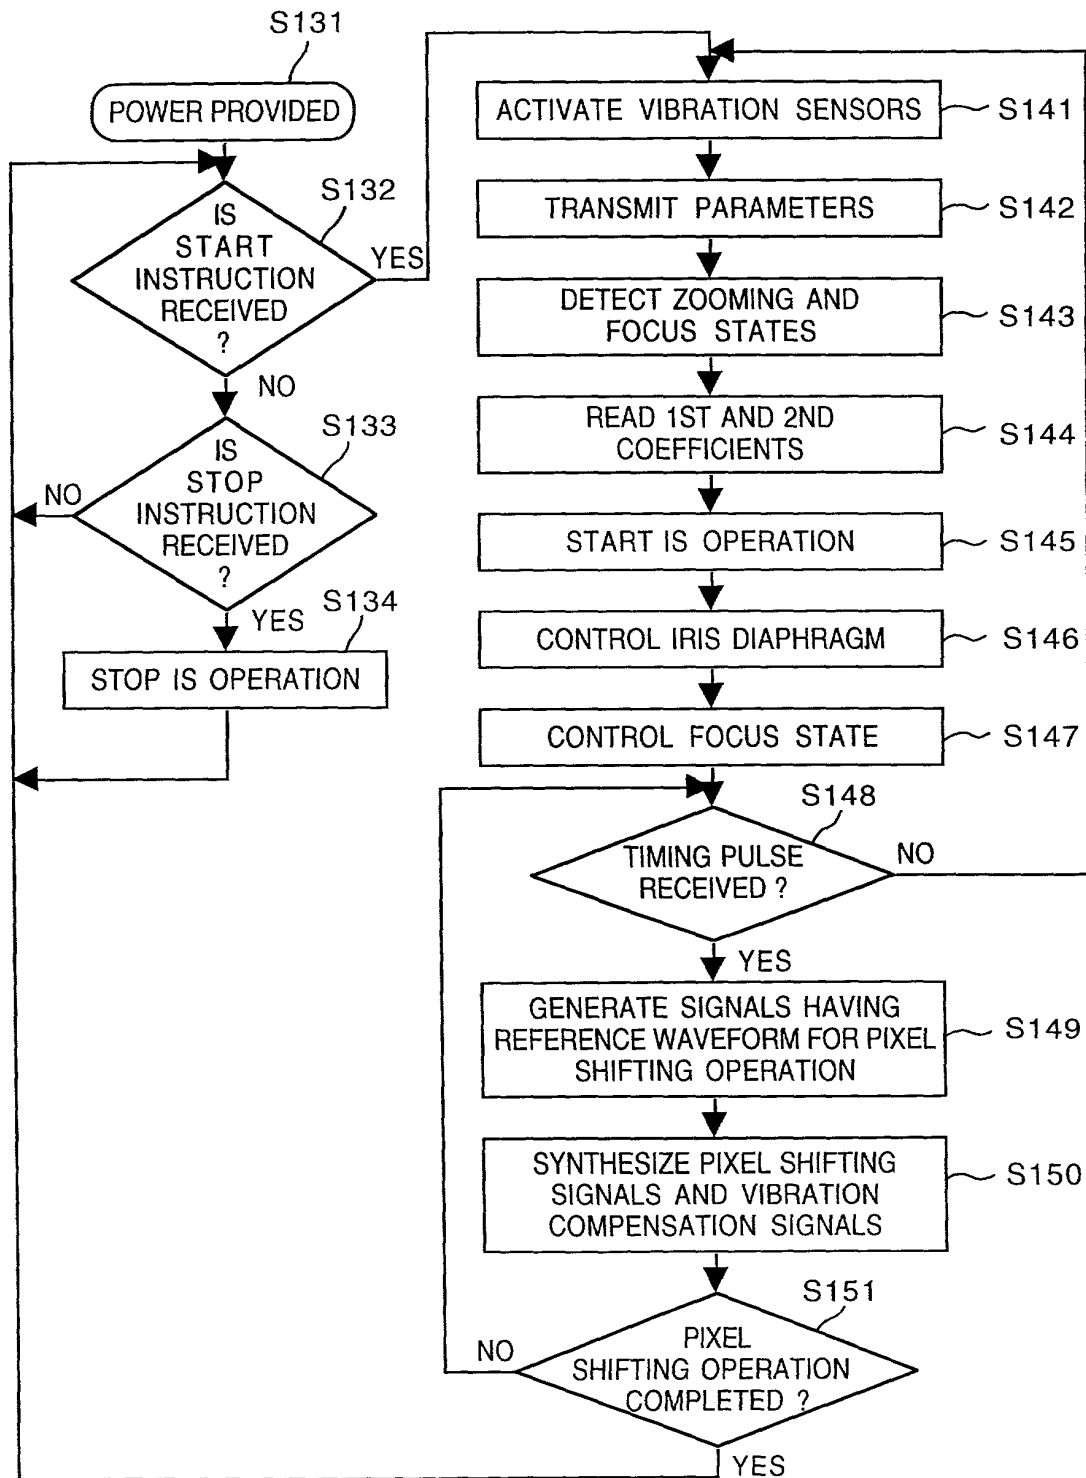 S131
POWER PROVIDED
S132
IS
START
INSTRUCTION
RECEIVED
?
YES
NO
S133
IS
STOP
INSTRUCTION
RECEIVED
?
NO
YES
S134
STOP IS OPERATION
ACTIVATE VIBRATION SENSORS
S141
TRANSMIT PARAMETERS
S142
DETECT ZOOMING AND
FOCUS STATES
S143
READ 1ST AND 2ND
COEFFICIENTS
S144
START IS OPERATION
S145
CONTROL IRIS DIAPHRAGM
S146
CONTROL FOCUS STATE
S147
S148
TIMING PULSE
RECEIVED ?
NO
YES
GENERATE SIGNALS HAVING
REFERENCE WAVEFORM FOR PIXEL
SHIFTING OPERATION
S149
SYNTHESIZE PIXEL SHIFTING
SIGNALS AND VIBRATION
COMPENSATION SIGNALS
S150
S151
PIXEL
SHIFTING OPERATION
COMPLETED ?
NO
YES